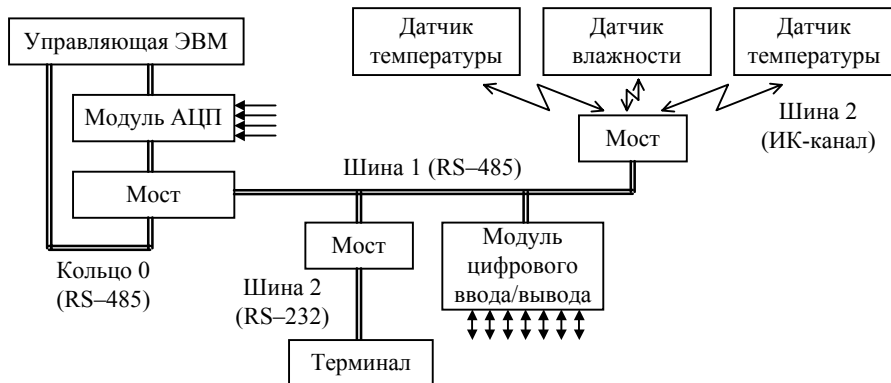 Управляющая ЭВМ
Модуль АЦП
Мост
Кольцо 0
(RS–485)
Шина 1 (RS–485)
Мост
Шина 2
(RS–232)
Терминал
Модуль
цифрового
ввода/вывода
Датчик
температуры
Датчик
влажности
Датчик
температуры
Мост
Шина 2
(ИК-канал)